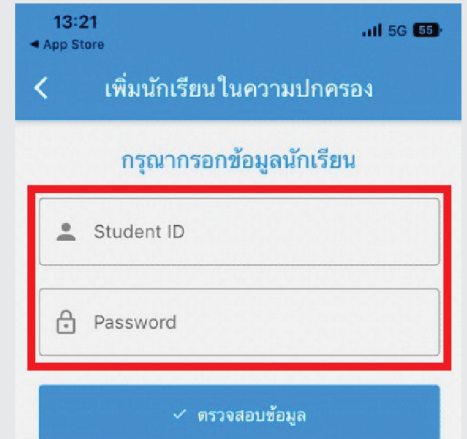 13:21
5G 55
◀ App Store
เพิ่มนักเรียนในความปกครอง
กรุณากรอกข้อมูลนักเรียน
Student ID
Password
ตรวจสอบข้อมูล